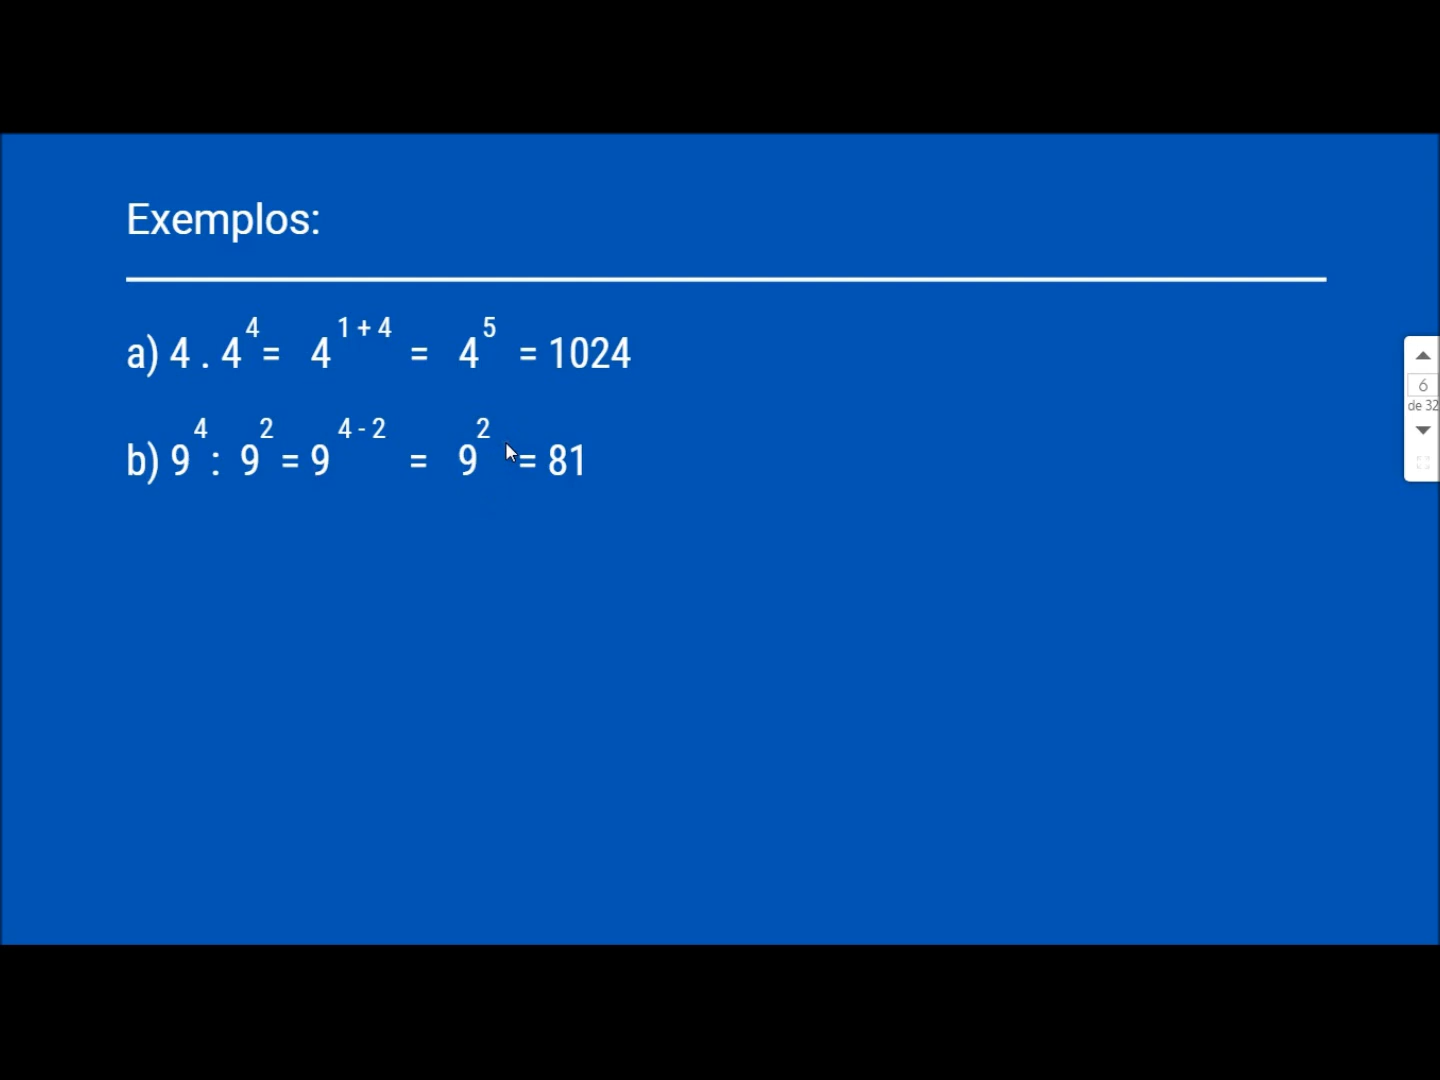 Exemplos:
a) 4 . 4⁴ = 4¹ ⁺ ⁴ = 4⁵ = 1024
b) 9⁴ : 9² = 9⁴ ⁻ ² = 9² = 81
6
de 32